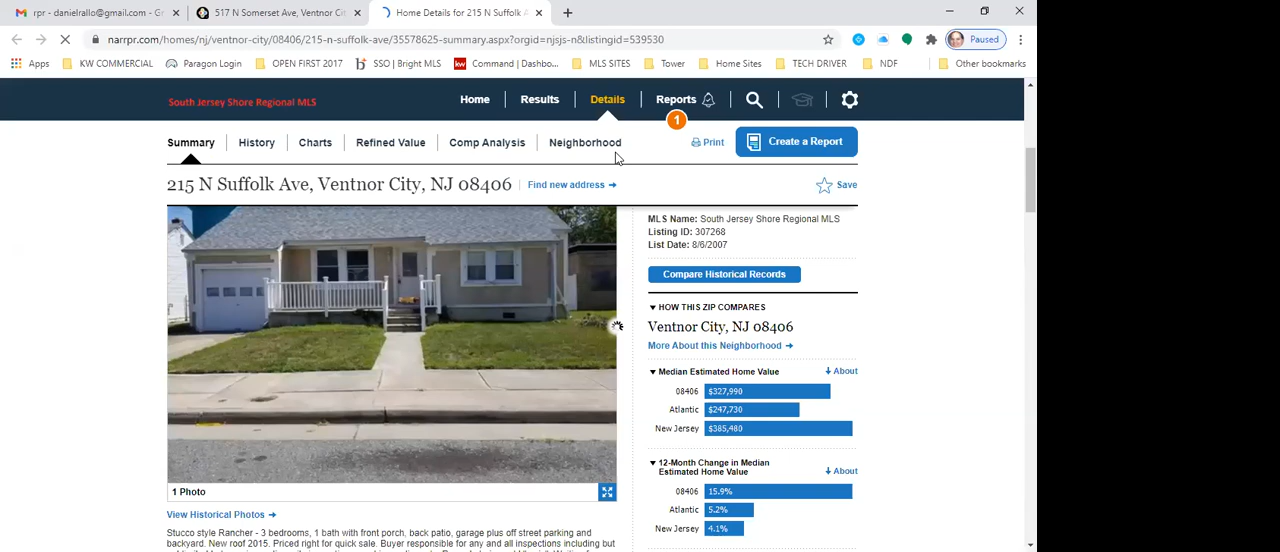 rpr - danielrallo@gmail.com - Gr
517 N Somerset Ave, Ventnor Cit
Home Details for 215 N Suffolk A
narrpr.com/homes/nj/ventnor-city/08406/215-n-suffolk-ave/35578625-summary.aspx?orgid=njsjs-n&listingid=539530
Paused
Apps KW COMMERCIAL Paragon Login OPEN FIRST 2017 SSO | Bright MLS Command | Dashbo... MLS SITES Tower Home Sites TECH DRIVER NDF Other bookmarks
South Jersey Shore Regional MLS
Home Results Details Reports
1
Summary History Charts Refined Value Comp Analysis Neighborhood Print Create a Report
215 N Suffolk Ave, Ventnor City, NJ 08406 Find new address Save
MLS Name: South Jersey Shore Regional MLS
Listing ID: 307268
List Date: 8/6/2007
Compare Historical Records
HOW THIS ZIP COMPARES
Ventnor City, NJ 08406
More About this Neighborhood
Median Estimated Home Value About
08406 $327,990
Atlantic $247,730
New Jersey $385,480
12-Month Change in Median
Estimated Home Value About
08406 15.9%
Atlantic 5.2%
New Jersey 4.1%
1 Photo
View Historical Photos
Stucco style Rancher - 3 bedrooms, 1 bath with front porch, back patio, garage plus off street parking and
backyard. New roof 2015. Priced right for quick sale. Buyer responsible for any and all inspections including but